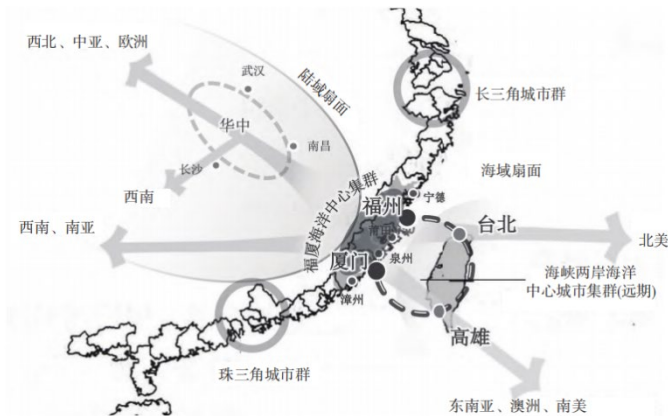 西北、中亚、欧洲
武汉
陆域扇面
长三角城市群
华中
南昌
长沙
海域扇面
西南
宁德
福厦海洋中心集群
福州
台北
西南、南亚
北美
泉州
厦门
海峡两岸海洋
中心城市集群(远期)
漳州
高雄
珠三角城市群
东南亚、澳洲、南美